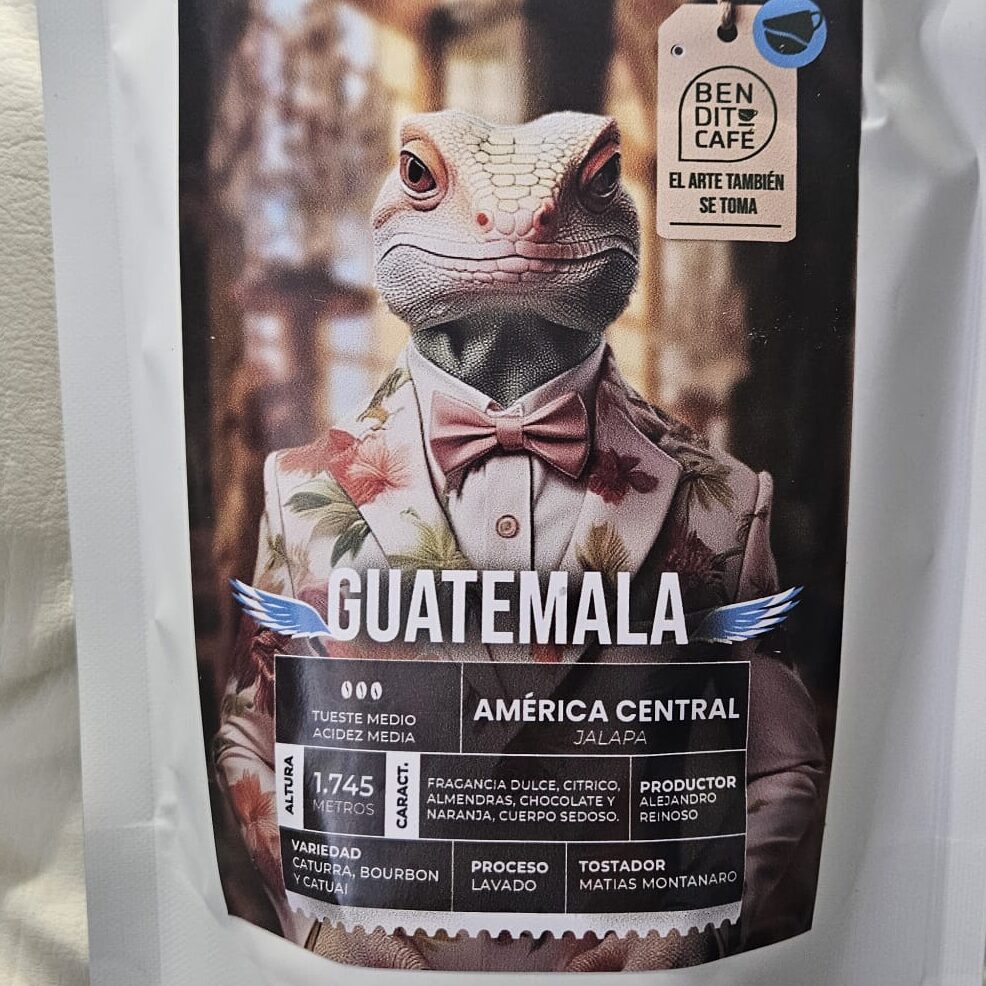 BEN
DIT
CAFÉ
EL ARTE TAMBIÉN
SE TOMA
GUATEMALA
TUESTE MEDIO
ACIDEZ MEDIA
AMÉRICA CENTRAL
JALAPA
ALTURA
1.745
METROS
CARACT.
FRAGANCIA DULCE, CITRICO,
ALMENDRAS, CHOCOLATE Y
NARANJA, CUERPO SEDOSO.
PRODUCTOR
ALEJANDRO
REINOSO
VARIEDAD
CATURRA, BOURBON
Y CATUAI
PROCESO
LAVADO
TOSTADOR
MATIAS MONTANARO